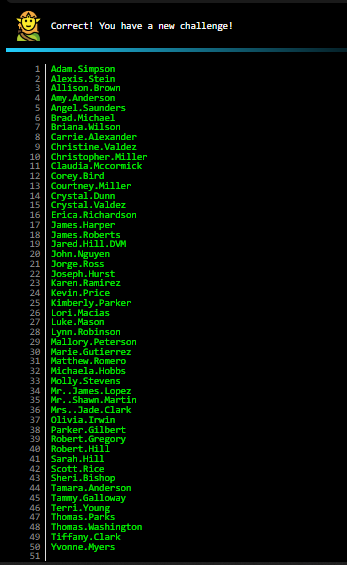 Correct! You have a new challenge!
1 Adam.Simpson
2 Alexis.Stein
3 Allison.Brown
4 Amy.Anderson
5 Angel.Saunders
6 Brad.Michael
7 Briana.Wilson
8 Carrie.Alexander
9 Christine.Valdez
10 Christopher.Miller
11 Claudia.Mccormick
12 Corey.Bird
13 Courtney.Miller
14 Crystal.Dunn
15 Crystal.Valdez
16 Erica.Richardson
17 James.Harper
18 James.Roberts
19 Jared.Hill.DVM
20 John.Nguyen
21 Jorge.Ross
22 Joseph.Hurst
23 Karen.Ramirez
24 Kevin.Price
25 Kimberly.Parker
26 Lori.Macias
27 Luke.Mason
28 Lynn.Robinson
29 Mallory.Peterson
30 Marie.Gutierrez
31 Matthew.Romero
32 Michaela.Hobbs
33 Molly.Stevens
34 Mr..James.Lopez
35 Mr..Shawn.Martin
36 Mrs..Jade.Clark
37 Olivia.Irwin
38 Parker.Gilbert
39 Robert.Gregory
40 Robert.Hill
41 Sarah.Hill
42 Scott.Rice
43 Sheri.Bishop
44 Tamara.Anderson
45 Tammy.Galloway
46 Terri.Young
47 Thomas.Parks
48 Thomas.Washington
49 Tiffany.Clark
50 Yvonne.Myers
51